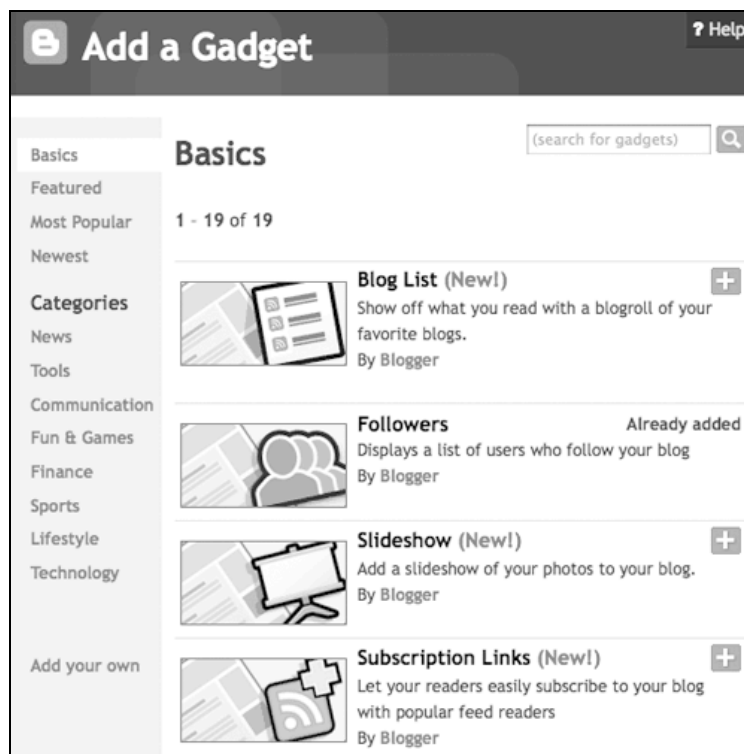 Add a Gadget
? Help
Basics
Featured
Most Popular
Newest
Categories
News
Tools
Communication
Fun & Games
Finance
Sports
Lifestyle
Technology
Add your own
Basics
(search for gadgets)
1 - 19 of 19
Blog List (New!)
Show off what you read with a blogroll of your
favorite blogs.
By Blogger
Followers
Already added
Displays a list of users who follow your blog
By Blogger
Slideshow (New!)
Add a slideshow of your photos to your blog.
By Blogger
Subscription Links (New!)
Let your readers easily subscribe to your blog
with popular feed readers
By Blogger